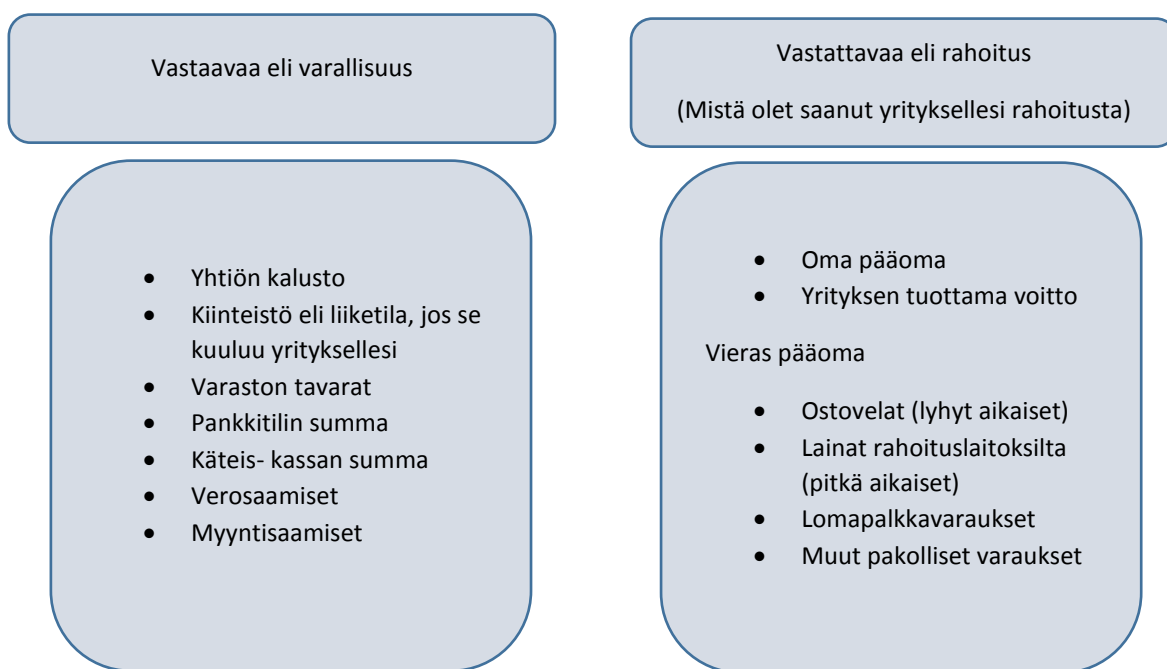 Vastaavaa eli varallisuus
Vastattavaa eli rahoitus
(Mistä olet saanut yrityksellesi rahoitusta)
• Yhtiön kalusto
• Kiinteistö eli liiketila, jos se
kuuluu yrityksellesi
• Varaston tavarat
• Pankkitilin summa
• Käteis- kassan summa
• Verosaamiset
• Myyntisaamiset
• Oma pääoma
• Yrityksen tuottama voitto
Vieras pääoma
• Ostovelat (lyhyt aikaiset)
• Lainat rahoituslaitoksilta
(pitkä aikaiset)
• Lomapalkkavaraukset
• Muut pakolliset varaukset